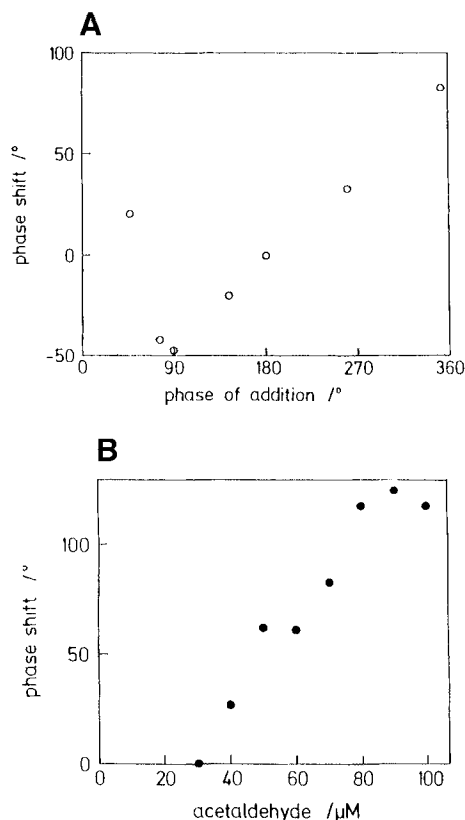 A
100
50
0
-50
phase shift /°
0 90 180 270 360
phase of addition /°
B
100
50
0
phase shift /°
0 20 40 60 80 100
acetaldehyde /μM